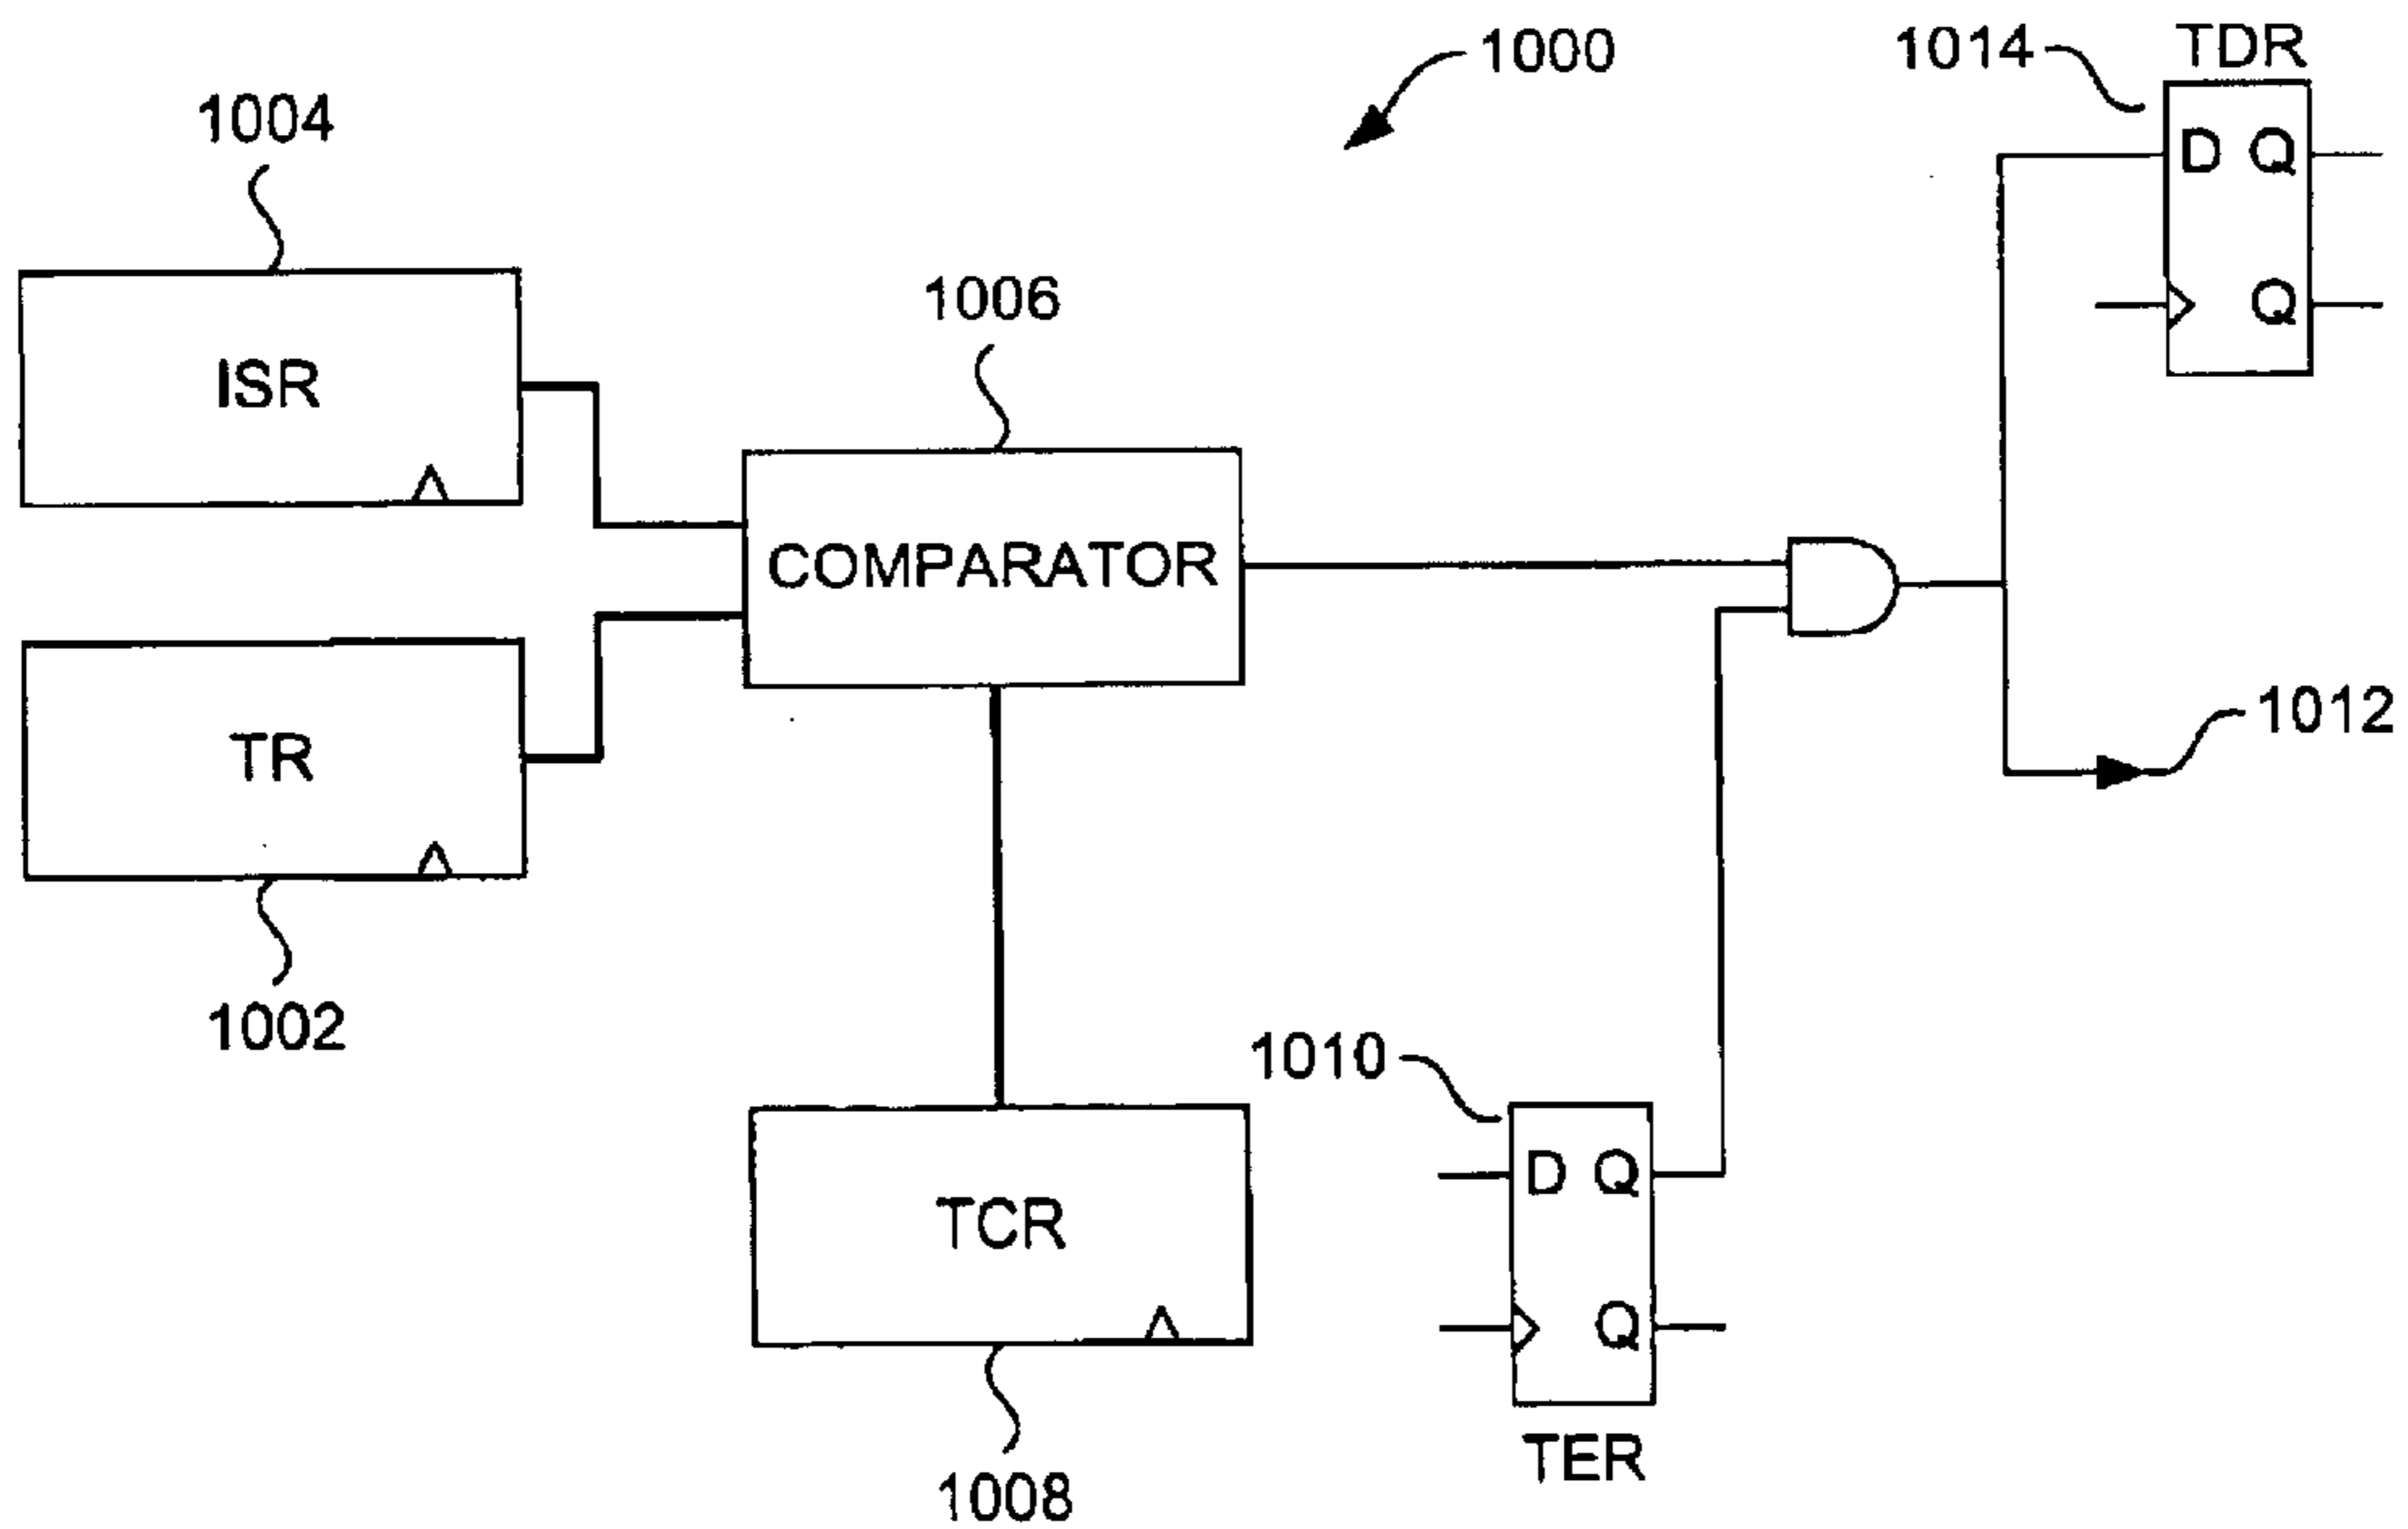 1000
1014
TDR
D Q
Q
1004
ISR
1006
COMPARATOR
TR
1002
1012
1010
D Q
Q
TER
TCR
1008